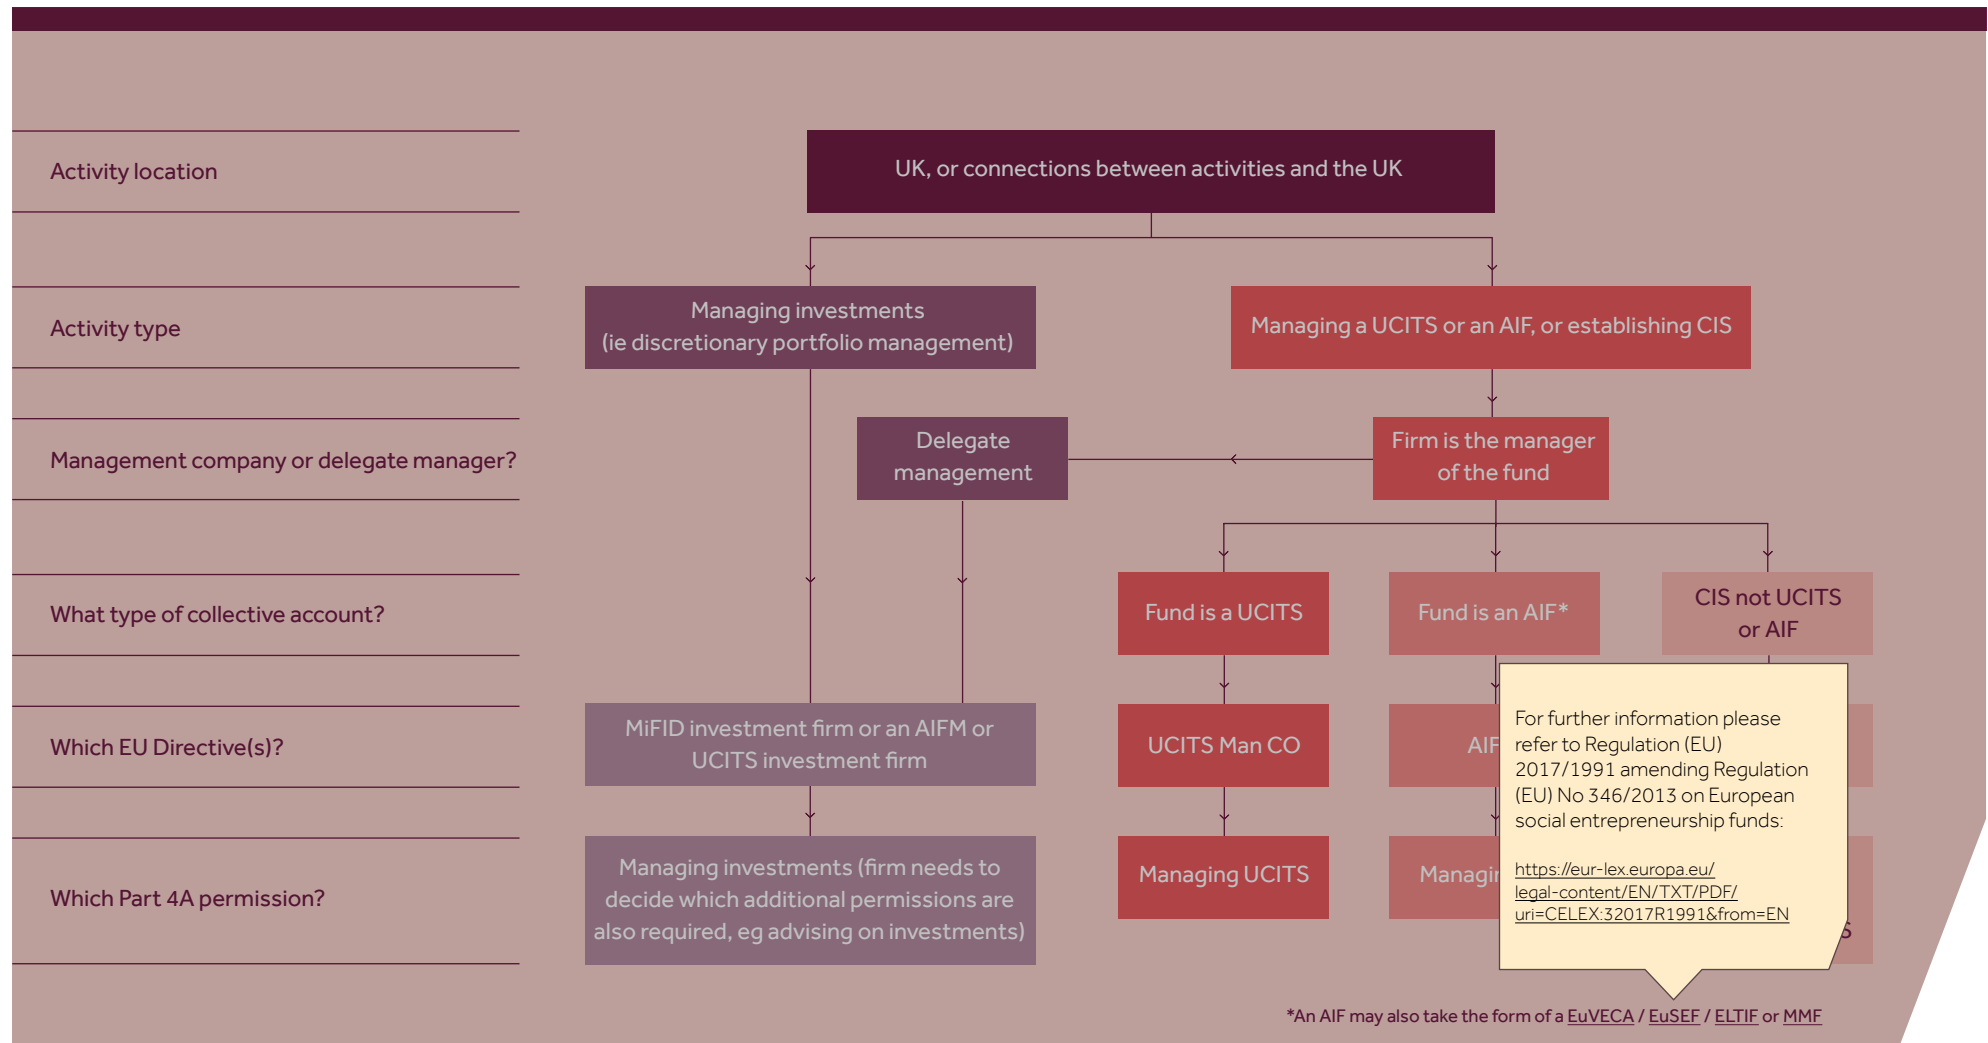 Activity location
UK, or connections between activities and the UK
Activity type
Managing investments
(ie discretionary portfolio management)
Managing a UCITS or an AIF, or establishing CIS
Management company or delegate manager?
Delegate
management
Firm is the manager
of the fund
What type of collective account?
Fund is a UCITS
Fund is an AIF*
CIS not UCITS
or AIF
Which EU Directive(s)?
MiFID investment firm or an AIFM or
UCITS investment firm
UCITS Man CO
Which Part 4A permission?
Managing investments (firm needs to
decide which additional permissions are
also required, eg advising on investments)
Managing UCITS
For further information please
refer to Regulation (EU)
2017/1991 amending Regulation
(EU) No 346/2013 on European
social entrepreneurship funds:
https://eur-lex.europa.eu/
legal-content/EN/TXT/PDF/
uri=CELEX:32017R1991&from=EN
*An AIF may also take the form of a EuVECA / EuSEF / ELTIF or MMF